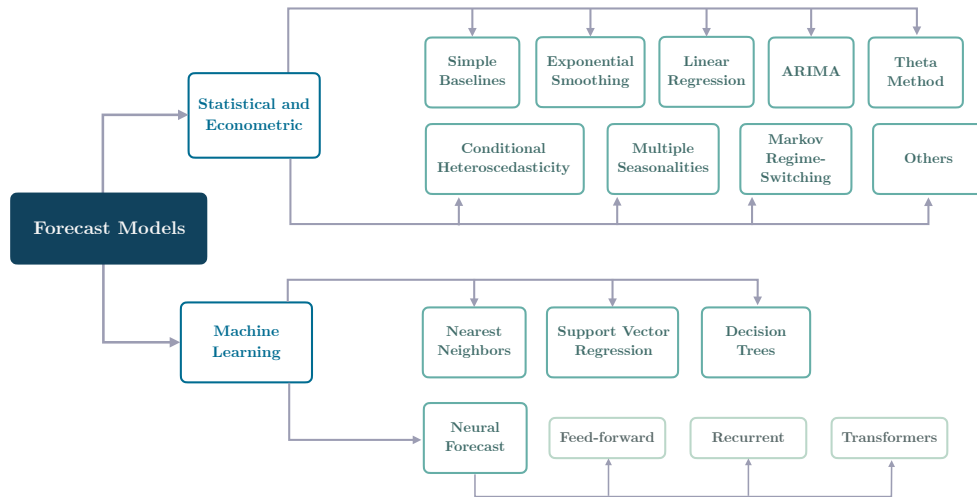 Simple
Baselines
Exponential
Smoothing
Linear
Regression
ARIMA
Theta
Method
Statistical and
Econometric
Conditional
Heteroscedasticity
Multiple
Seasonalities
Markov
Regime-
Switching
Others
Forecast Models
Machine
Learning
Nearest
Neighbors
Support Vector
Regression
Decision
Trees
Neural
Forecast
Feed-forward
Recurrent
Transformers